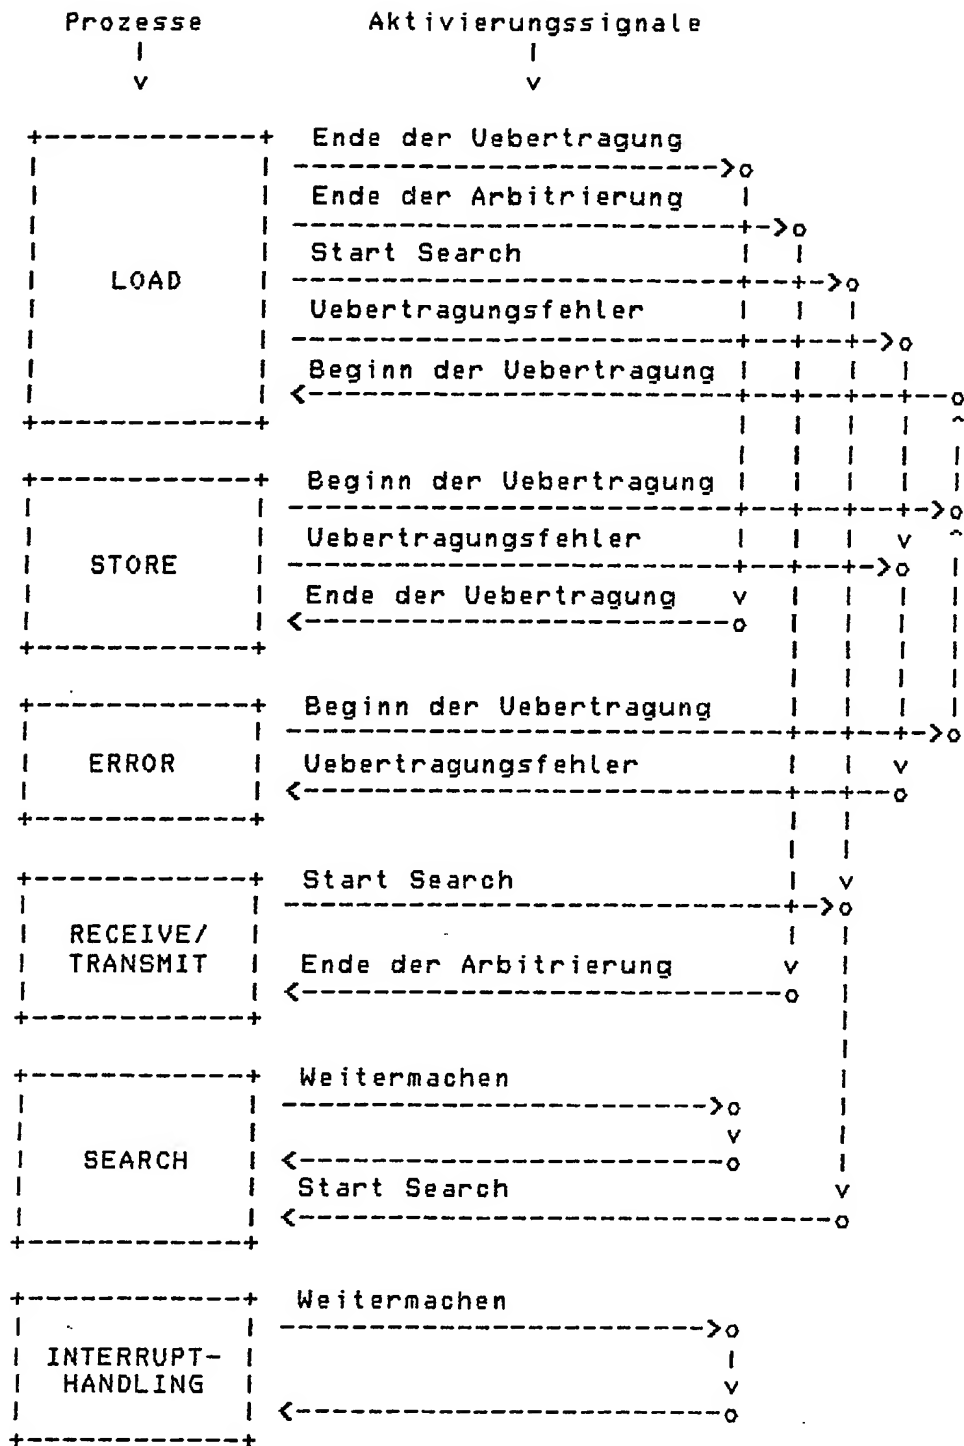 Prozesse Aktivierungssignale
Ende der Uebertragung
Ende der Arbitrierung
Start Search
LOAD
Uebertragungsfehler
Beginn der Uebertragung
Beginn der Uebertragung
Uebertragungsfehler
STORE
Ende der Uebertragung
Beginn der Uebertragung
ERROR
Uebertragungsfehler
Start Search
RECEIVE/
TRANSMIT
Ende der Arbitrierung
Weitermachen
SEARCH
Start Search
Weitermachen
INTERRUPT-
HANDLING